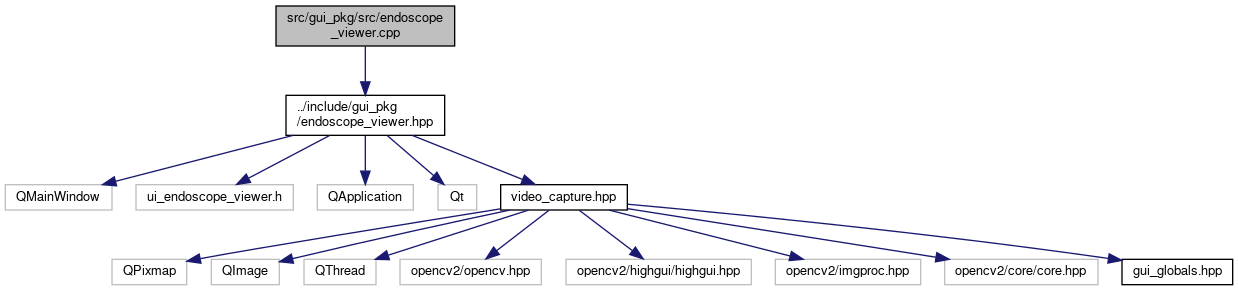 src/gui_pkg/src/endoscope
_viewer.cpp
../include/gui_pkg
/endoscope_viewer.hpp
QMainWindow
ui_endoscope_viewer.h
QApplication
Qt
video_capture.hpp
QPixmap
QImage
QThread
opencv2/opencv.hpp
opencv2/highgui/highgui.hpp
opencv2/imgproc.hpp
opencv2/core/core.hpp
gui_globals.hpp